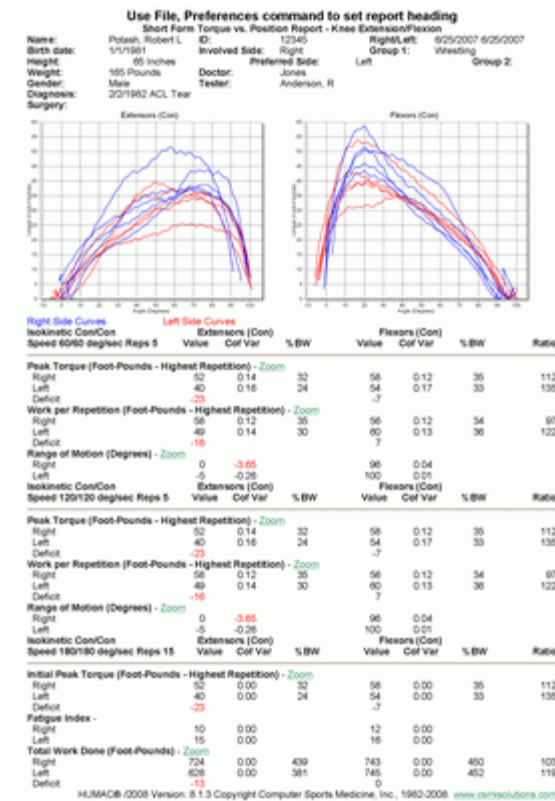 Use File, Preferences command to set report heading
Short Form Torque vs. Position Report - Knee Extension/Flexion
Name: Potash, Robert L ID: 12345 Right/Left: 6/25/2007 6/25/2007
Birth date: 1/1/1981 Involved Side: Right Group 1: Wrestling
Height: 65 Inches Preferred Side: Left Group 2:
Weight: 165 Pounds Doctor: Jones
Gender: Male Tester: Anderson, R
Diagnosis: 2/2/1982 ACL Tear
Surgery:
Extensors (Con) Flexors (Con)
Angle (Degrees) Angle (Degrees)
Right Side Curves Left Side Curves
Isokinetic Con/Con Extensors (Con) Flexors (Con)
Speed 60/60 deg/sec Reps 5 Value Cof Var %BW Value Cof Var %BW Ratio
Peak Torque (Foot-Pounds - Highest Repetition) - Zoom
Right 52 0.14 32 58 0.12 35 112
Left 40 0.16 24 54 0.17 33 135
Deficit -23 -7
Work per Repetition (Foot-Pounds - Highest Repetition) - Zoom
Right 58 0.12 35 56 0.12 34 97
Left 49 0.14 30 60 0.13 36 122
Deficit -16 7
Range of Motion (Degrees) - Zoom
Right 0 -3.65 96 0.04
Left -5 -0.26 100 0.01
Isokinetic Con/Con Extensors (Con) Flexors (Con)
Speed 120/120 deg/sec Reps 5 Value Cof Var %BW Value Cof Var %BW Ratio
Peak Torque (Foot-Pounds - Highest Repetition) - Zoom
Right 52 0.14 32 58 0.12 35 112
Left 40 0.16 24 54 0.17 33 135
Deficit -23 -7
Work per Repetition (Foot-Pounds - Highest Repetition) - Zoom
Right 58 0.12 35 56 0.12 34 97
Left 49 0.14 30 60 0.13 36 122
Deficit -16 7
Range of Motion (Degrees) - Zoom
Right 0 -3.65 96 0.04
Left -5 -0.26 100 0.01
Isokinetic Con/Con Extensors (Con) Flexors (Con)
Speed 180/180 deg/sec Reps 15 Value Cof Var %BW Value Cof Var %BW Ratio
Initial Peak Torque (Foot-Pounds - Highest Repetition) - Zoom
Right 52 0.00 32 58 0.00 35 112
Left 40 0.00 24 54 0.00 33 135
Deficit -23 -7
Fatigue Index -
Right 10 0.00 12 0.00
Left 15 0.00 16 0.00
Total Work Done (Foot-Pounds) - Zoom
Right 724 0.00 439 743 0.00 450 103
Left 628 0.00 381 745 0.00 452 119
Deficit -13 0
HUMAC® /2008 Version: 8.1.3 Copyright Computer Sports Medicine, Inc., 1982-2008. www.csmisolutions.com